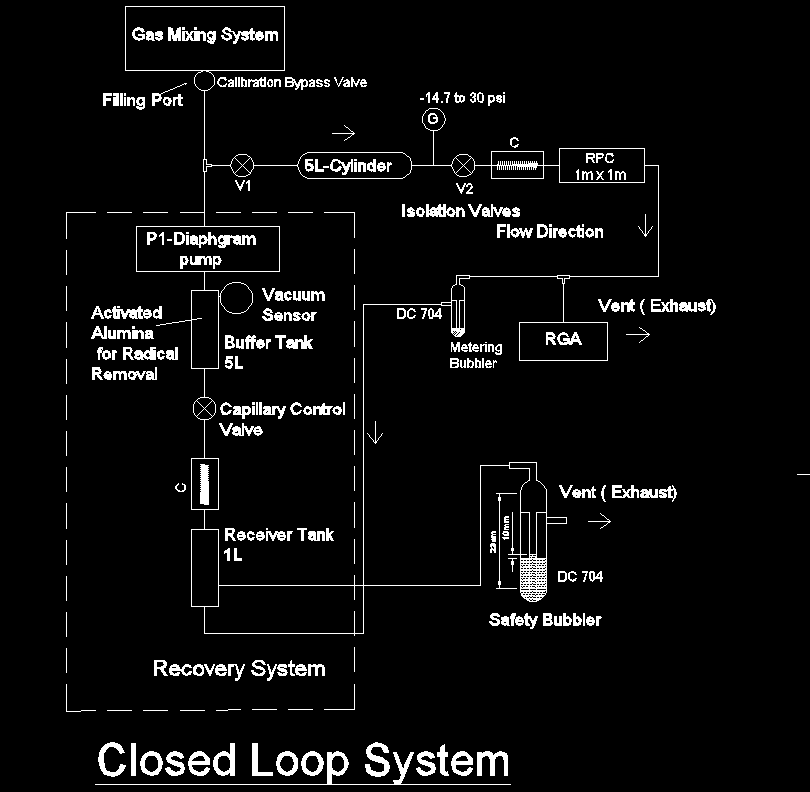 Gas Mixing System
Calibration Bypass Valve
Filling Port
-14.7 to 30 psi
G
C
5L-Cylinder
RPC
1m x 1m
V1
V2
Isolation Valves
Flow Direction
P1-Diaphgram
pump
Vacuum
Sensor
Activated
Alumina
for Radical
Removal
Buffer Tank
5L
DC 704
Metering
Bubbler
RGA
Vent ( Exhaust)
Capillary Control
Valve
C
Receiver Tank
1L
Vent ( Exhaust)
10mm
DC 704
Safety Bubbler
Recovery System
Closed Loop System